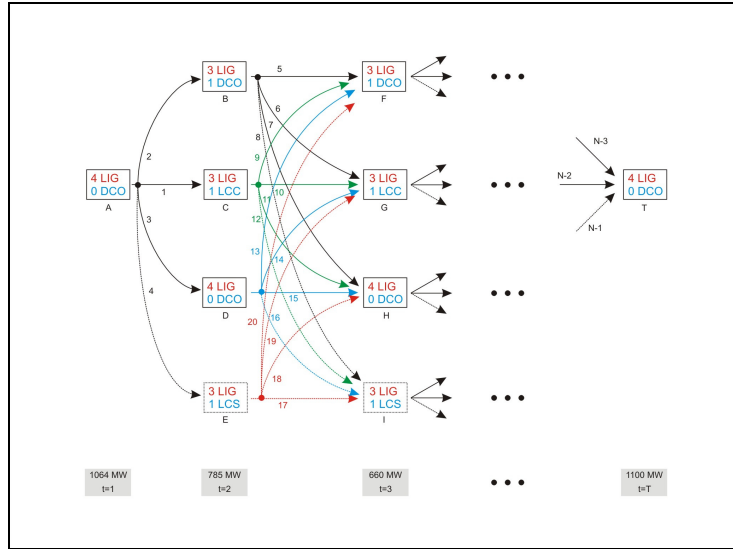 3 LIG
1 DCO
B
5
3 LIG
1 DCO
F
6
7
8
2
9
N-3
4 LIG
0 DCO
A
1
3 LIG
1 LCC
C
10
11
12
3 LIG
1 LCC
G
N-2
4 LIG
0 DCO
T
3
N-1
13
14
4
4 LIG
0 DCO
D
15
16
4 LIG
0 DCO
H
20
19
18
3 LIG
1 LCS
E
17
3 LIG
1 LCS
I
1064 MW
t=1
785 MW
t=2
660 MW
t=3
1100 MW
t=T